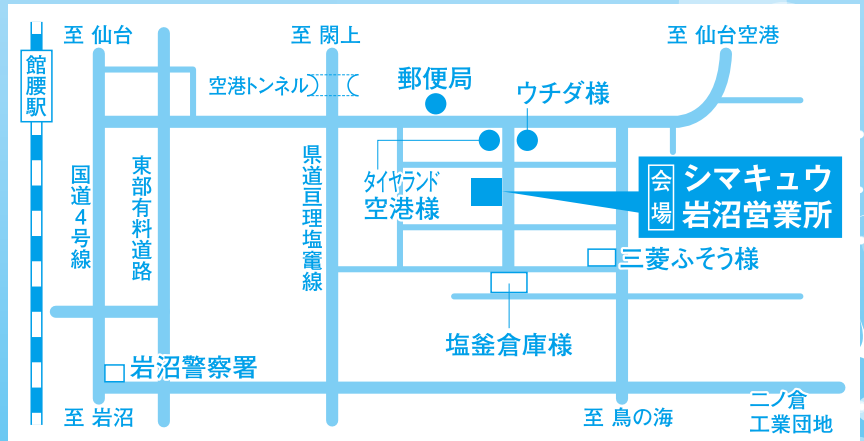 至 仙台
至 閖上
至 仙台空港
館腰駅
空港トンネル
郵便局
ウチダ様
国道4号線
東部有料道路
県道亘理塩竈線
タイヤランド
空港様
会場
シマキュウ
岩沼営業所
三菱ふそう様
塩釜倉庫様
岩沼警察署
至 岩沼
至 鳥の海
二ノ倉
工業団地